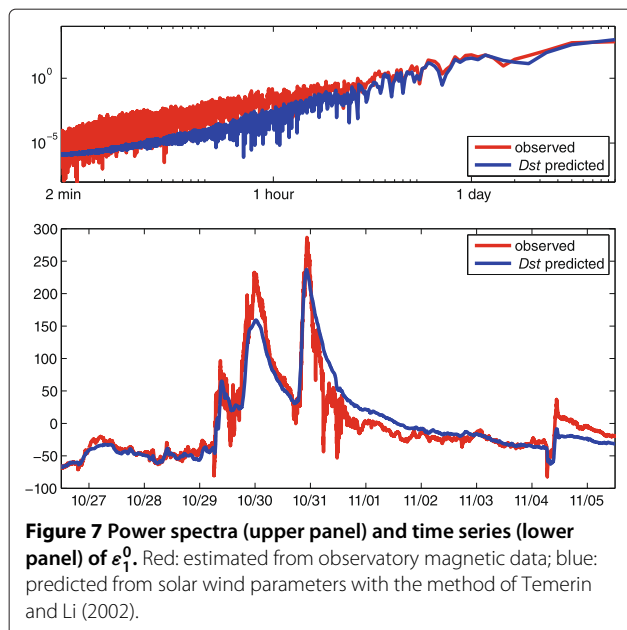 10⁰
10⁻⁵
observed
Dst predicted
2 min 1 hour 1 day
300
250
200
150
100
50
0
−50
−100
observed
Dst predicted
10/27 10/28 10/29 10/30 10/31 11/01 11/02 11/03 11/04 11/05
Figure 7 Power spectra (upper panel) and time series (lower
panel) of ε₁⁰. Red: estimated from observatory magnetic data; blue:
predicted from solar wind parameters with the method of Temerin
and Li (2002).